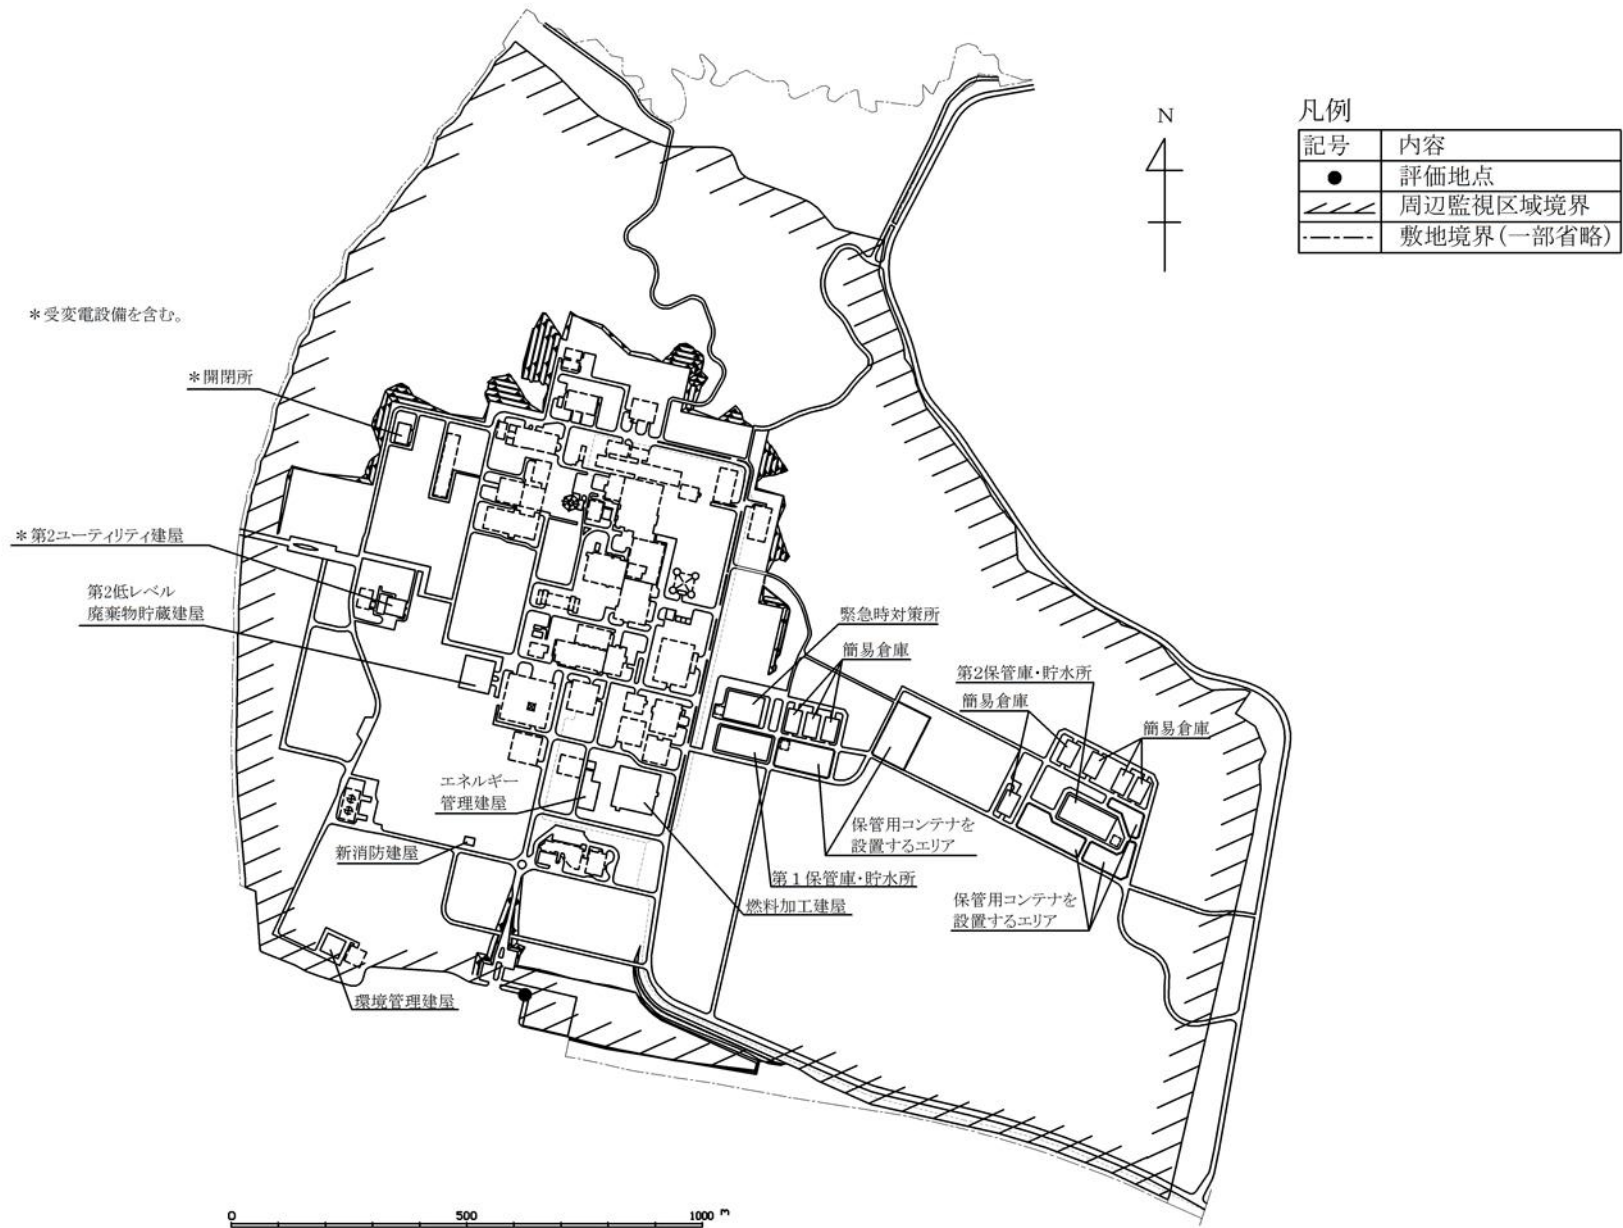 N
凡例
記号 内容
● 評価地点
周辺監視区域境界
敷地境界(一部省略)
＊受変電設備を含む。
＊開閉所
＊第2ユーティリティ建屋
第2低レベル
廃棄物貯蔵建屋
緊急時対策所
簡易倉庫
第2保管庫・貯水所
簡易倉庫
簡易倉庫
エネルギー
管理建屋
保管用コンテナを
設置するエリア
新消防建屋
第１保管庫・貯水所
燃料加工建屋
保管用コンテナを
設置するエリア
環境管理建屋
0 500 1000 m